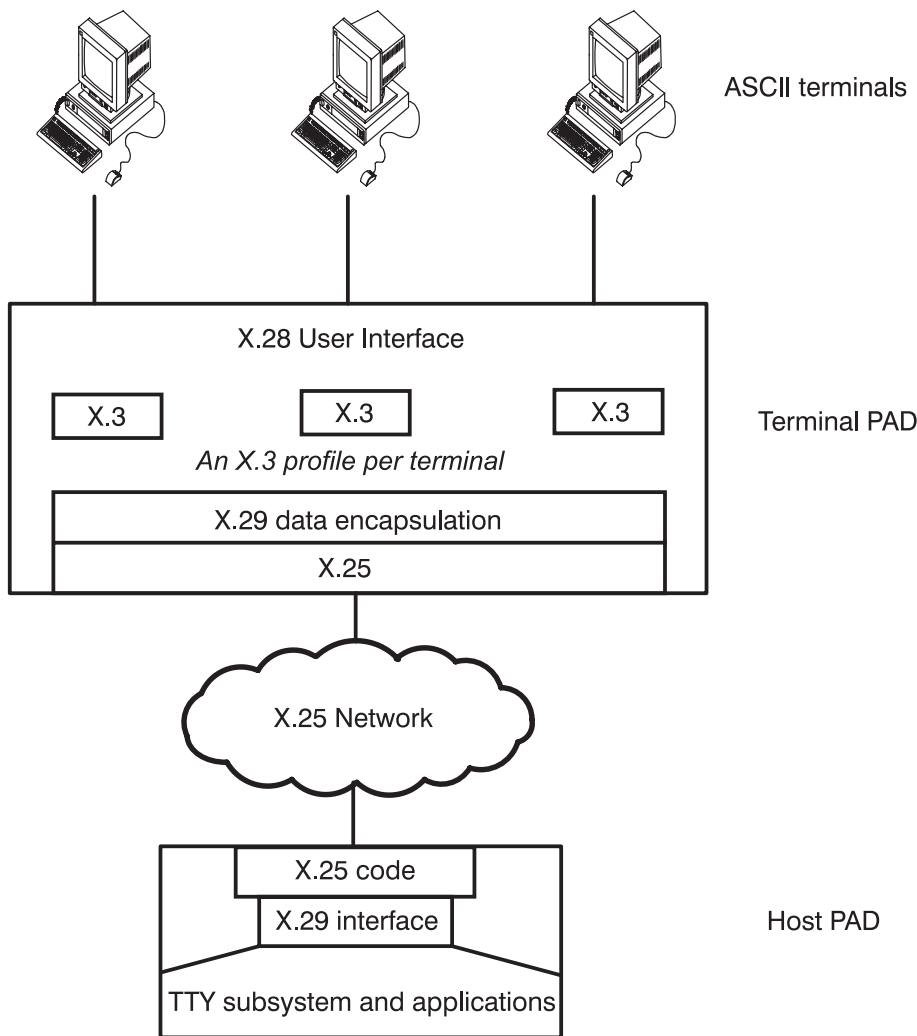 ASCII terminals
X.28 User Interface
X.3
X.3
X.3
Terminal PAD
An X.3 profile per terminal
X.29 data encapsulation
X.25
X.25 Network
X.25 code
X.29 interface
Host PAD
TTY subsystem and applications